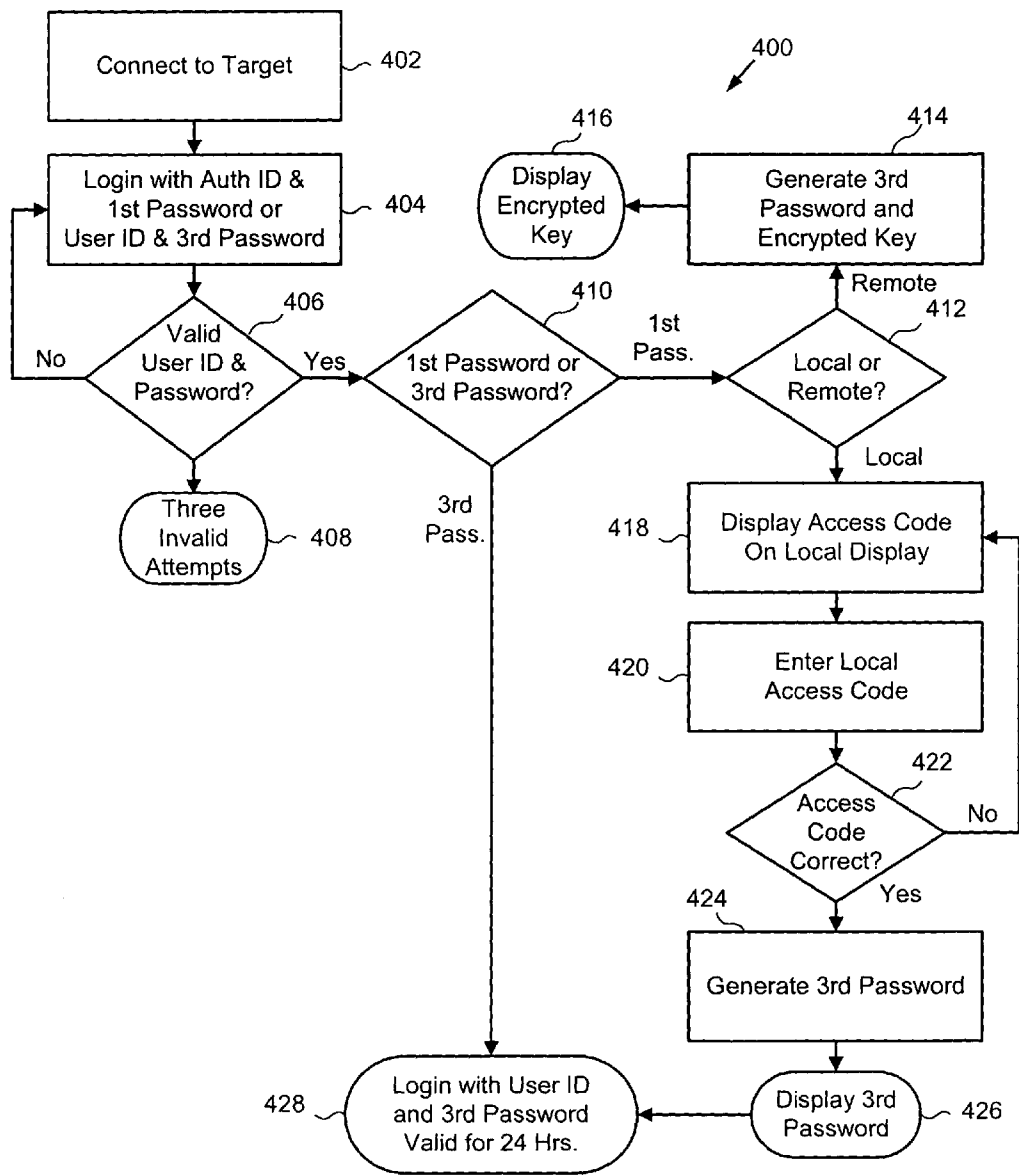 Connect to Target
402
400
416
414
Login with Auth ID &
1st Password or
User ID & 3rd Password
404
Display
Encrypted
Key
Generate 3rd
Password and
Encrypted Key
Remote
406
410
412
Valid
User ID &
Password?
No
Yes
1st Password or
3rd Password?
1st
Pass.
Local or
Remote?
Local
Three
Invalid
Attempts
408
3rd
Pass.
418
Display Access Code
On Local Display
420
Enter Local
Access Code
422
Access
Code
Correct?
No
Yes
424
Generate 3rd Password
428
Login with User ID
and 3rd Password
Valid for 24 Hrs.
Display 3rd
Password
426